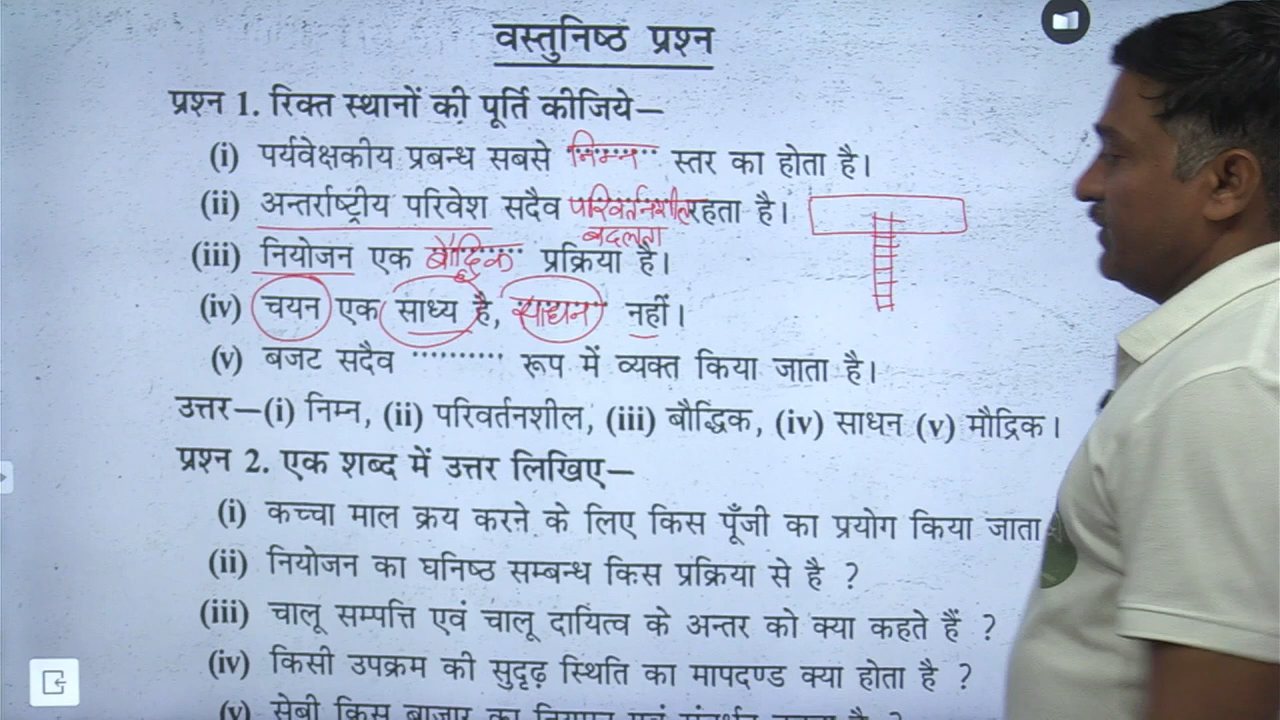 वस्तुनिष्ठ प्रश्न
प्रश्न 1. रिक्त स्थानों की पूर्ति कीजिये—
(i) पर्यवेक्षकीय प्रबन्ध सबसे निम्न स्तर का होता है।
(ii) अन्तर्राष्ट्रीय परिवेश सदैव परिवर्तनशील रहता है।
बदलता
(iii) नियोजन एक बौद्धिक प्रक्रिया है।
(iv) चयन एक साध्य है, साधन नहीं।
(v) बजट सदैव ·········· रूप में व्यक्त किया जाता है।
उत्तर—(i) निम्न, (ii) परिवर्तनशील, (iii) बौद्धिक, (iv) साधन (v) मौद्रिक।
प्रश्न 2. एक शब्द में उत्तर लिखिए—
(i) कच्चा माल क्रय करने के लिए किस पूँजी का प्रयोग किया जाता
(ii) नियोजन का घनिष्ठ सम्बन्ध किस प्रक्रिया से है ?
(iii) चालू सम्पत्ति एवं चालू दायित्व के अन्तर को क्या कहते हैं ?
(iv) किसी उपक्रम की सुदृढ़ स्थिति का मापदण्ड क्या होता है ?
(v) सेबी किस बाजार का